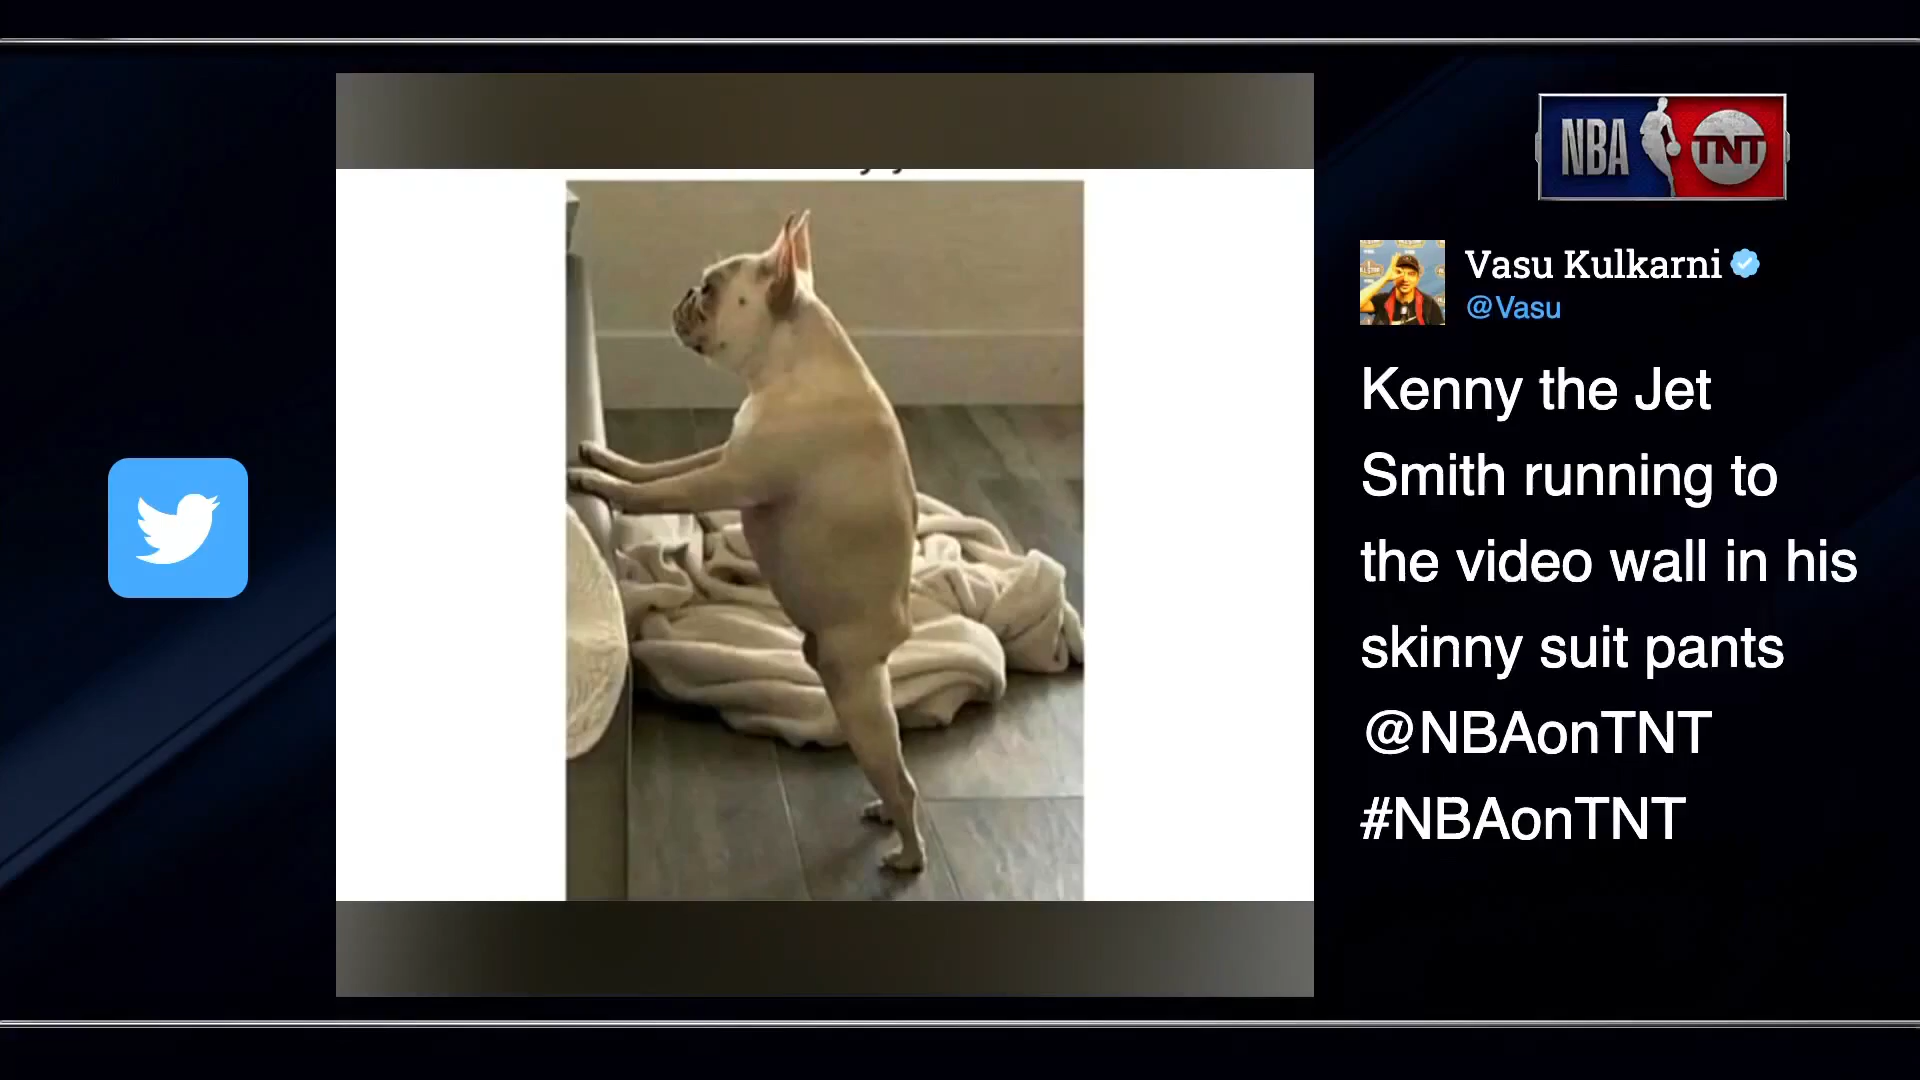 NBA TNT
Vasu Kulkarni
@Vasu
Kenny the Jet
Smith running to
the video wall in his
skinny suit pants
@NBAonTNT
#NBAonTNT